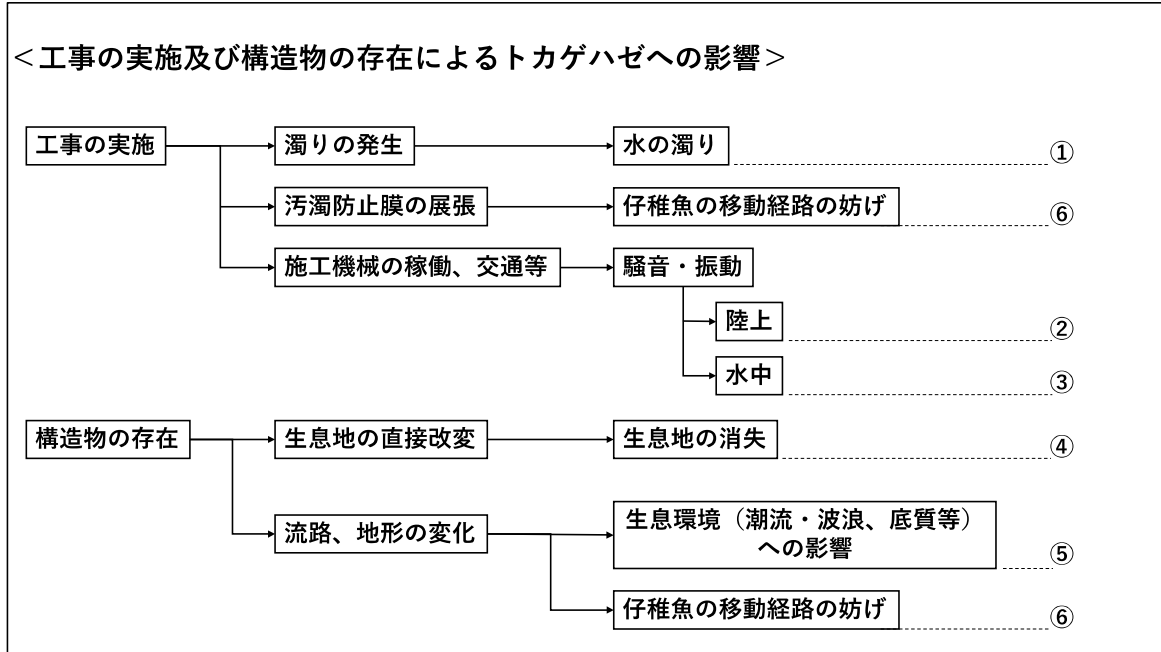 ＜工事の実施及び構造物の存在によるトカゲハゼへの影響＞
工事の実施
濁りの発生
水の濁り
①
汚濁防止膜の展張
仔稚魚の移動経路の妨げ
⑥
施工機械の稼働、交通等
騒音・振動
陸上
②
水中
③
構造物の存在
生息地の直接改変
生息地の消失
④
流路、地形の変化
生息環境（潮流・波浪、底質等）
への影響
⑤
仔稚魚の移動経路の妨げ
⑥